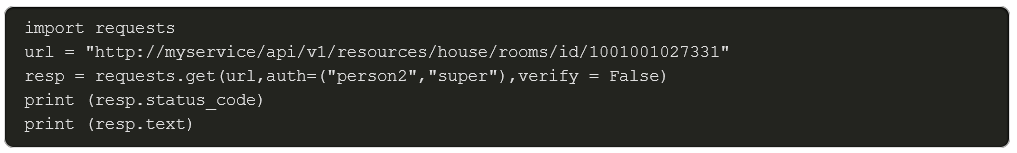 import requests
url = "http://myservice/api/v1/resources/house/rooms/id/1001001027331"
resp = requests.get(url,auth=("person2","super"),verify = False)
print (resp.status_code)
print (resp.text)